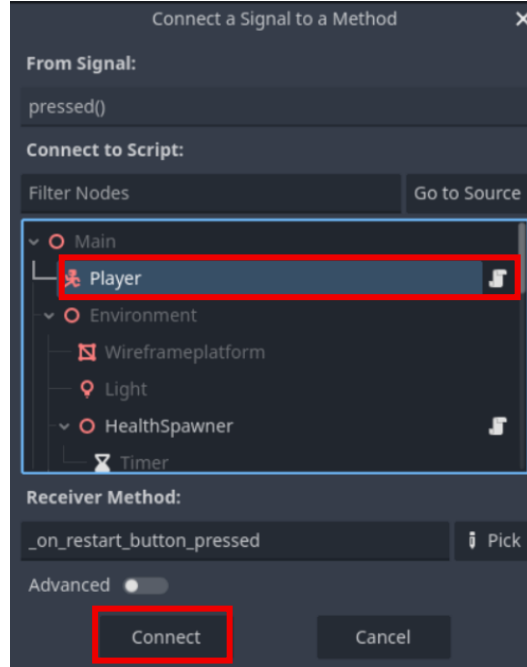 Connect a Signal to a Method
From Signal:
pressed()
Connect to Script:
Filter Nodes
Go to Source
Main
Player
Environment
Wireframeplatform
Light
HealthSpawner
Timer
Receiver Method:
_on_restart_button_pressed
Pick
Advanced
Connect
Cancel